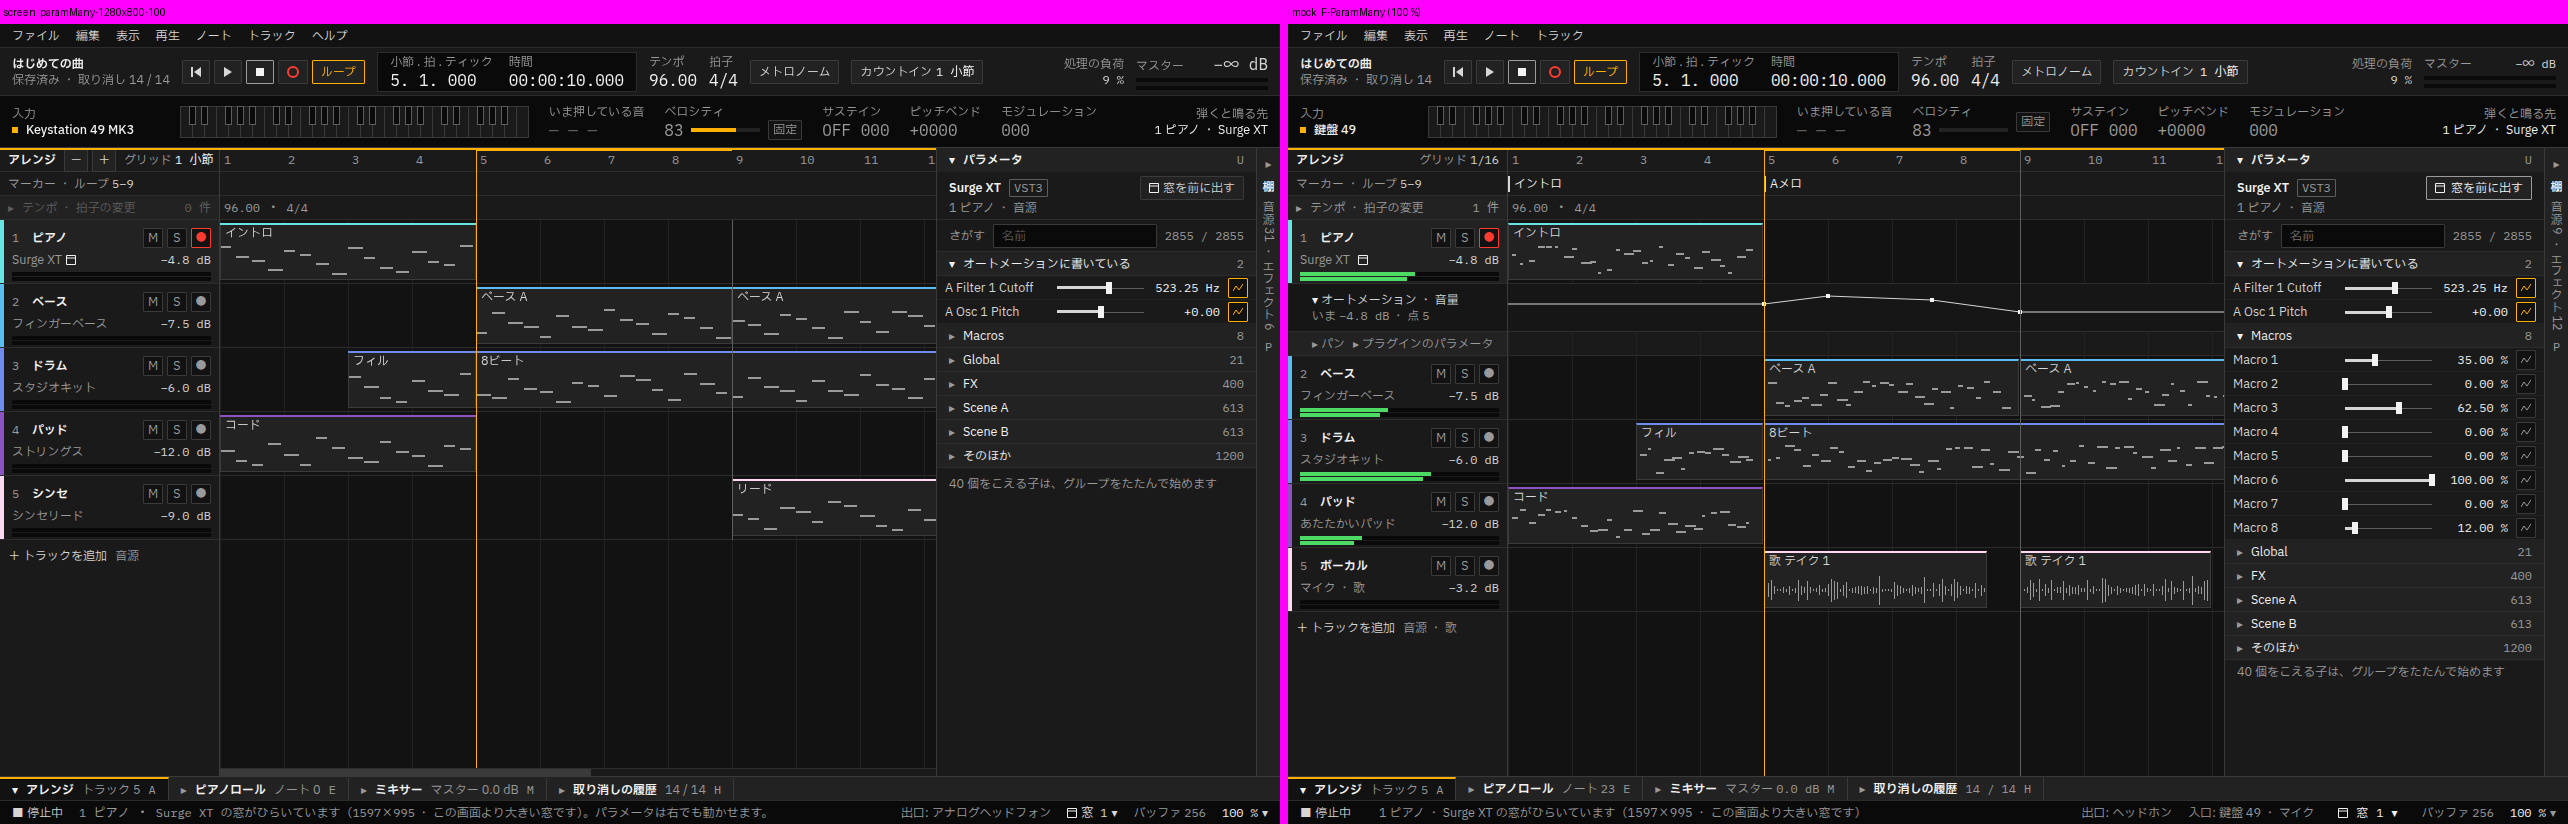 screen paramMany-1280x800-100
ファイル 編集 表示 再生 ノート トラック ヘルプ
はじめての曲
保存済み ・ 取り消し 14 / 14
ループ
小節 . 拍 . ティック 時間
5. 1. 000 00:00:10.000
テンポ 拍子
96.00 4/4
メトロノーム
カウントイン 1 小節
処理の負荷
9 %
マスター −∞ dB
入力
Keystation 49 MK3
いま押している音
— — —
ベロシティ
83 固定
サステイン
OFF 000
ピッチベンド
+0000
モジュレーション
000
弾くと鳴る先
1 ピアノ ・ Surge XT
アレンジ − + グリッド 1 小節
1 2 3 4 5 6 7 8 9 10 11 1
マーカー ・ ループ 5–9
▸ テンポ ・ 拍子の変更 0 件
96.00 ・ 4/4
1 ピアノ M S
Surge XT −4.8 dB
イントロ
2 ベース M S
フィンガーベース −7.5 dB
ベース A ベース A
3 ドラム M S
スタジオキット −6.0 dB
フィル 8ビート
4 パッド M S
ストリングス −12.0 dB
コード
5 シンセ M S
シンセリード −9.0 dB
リード
+ トラックを追加 音源
▾ パラメータ U
Surge XT VST3 窓を前に出す
1 ピアノ ・ 音源
さがす 名前 2855 / 2855
▾ オートメーションに書いている 2
A Filter 1 Cutoff 523.25 Hz
A Osc 1 Pitch +0.00
▸ Macros 8
▸ Global 21
▸ FX 400
▸ Scene A 613
▸ Scene B 613
▸ そのほか 1200
40 個をこえる子は、グループをたたんで始めます
▸ 棚 音源31 ・ エフェクト6 P
▾ アレンジ トラック 5 A
▸ ピアノロール ノート 0 E
▸ ミキサー マスター 0.0 dB M
▸ 取り消しの履歴 14 / 14 H
■ 停止中 1 ピアノ ・ Surge XT の窓がひらいています（1597×995 ・ この画面より大きい窓です）。パラメータは右でも動かせます。
出口: アナログヘッドフォン 窓 1 ▾ バッファ 256 100 % ▾
mock F-ParamMany (100 %)
ファイル 編集 表示 再生 ノート トラック
はじめての曲
保存済み ・ 取り消し 14
ループ
小節 . 拍 . ティック 時間
5. 1. 000 00:00:10.000
テンポ 拍子
96.00 4/4
メトロノーム
カウントイン 1 小節
処理の負荷
9 %
マスター −∞ dB
入力
鍵盤 49
いま押している音
— — —
ベロシティ
83 固定
サステイン
OFF 000
ピッチベンド
+0000
モジュレーション
000
弾くと鳴る先
1 ピアノ ・ Surge XT
アレンジ グリッド 1/16
1 2 3 4 5 6 7 8 9 10 11 1
マーカー ・ ループ 5–9
イントロ Aメロ
▸ テンポ ・ 拍子の変更 1 件
96.00 ・ 4/4
1 ピアノ M S
Surge XT −4.8 dB
イントロ
▾ オートメーション ・ 音量
いま −4.8 dB ・ 点 5
▸ パン ▸ プラグインのパラメータ
2 ベース M S
フィンガーベース −7.5 dB
ベース A ベース A
3 ドラム M S
スタジオキット −6.0 dB
フィル 8ビート
4 パッド M S
あたたかいパッド −12.0 dB
コード
5 ボーカル M S
マイク ・ 歌 −3.2 dB
歌 テイク 1 歌 テイク 1
+ トラックを追加 音源 ・ 歌
▾ パラメータ U
Surge XT VST3 窓を前に出す
1 ピアノ ・ 音源
さがす 名前 2855 / 2855
▾ オートメーションに書いている 2
A Filter 1 Cutoff 523.25 Hz
A Osc 1 Pitch +0.00
▾ Macros 8
Macro 1 35.00 %
Macro 2 0.00 %
Macro 3 62.50 %
Macro 4 0.00 %
Macro 5 0.00 %
Macro 6 100.00 %
Macro 7 0.00 %
Macro 8 12.00 %
▸ Global 21
▸ FX 400
▸ Scene A 613
▸ Scene B 613
▸ そのほか 1200
40 個をこえる子は、グループをたたんで始めます
▸ 棚 音源9 ・ エフェクト12 P
▾ アレンジ トラック 5 A
▸ ピアノロール ノート 23 E
▸ ミキサー マスター 0.0 dB M
▸ 取り消しの履歴 14 / 14 H
■ 停止中 1 ピアノ ・ Surge XT の窓がひらいています（1597×995 ・ この画面より大きい窓です）
出口: ヘッドホン 入口: 鍵盤 49 ・ マイク 窓 1 ▾ バッファ 256 100 % ▾